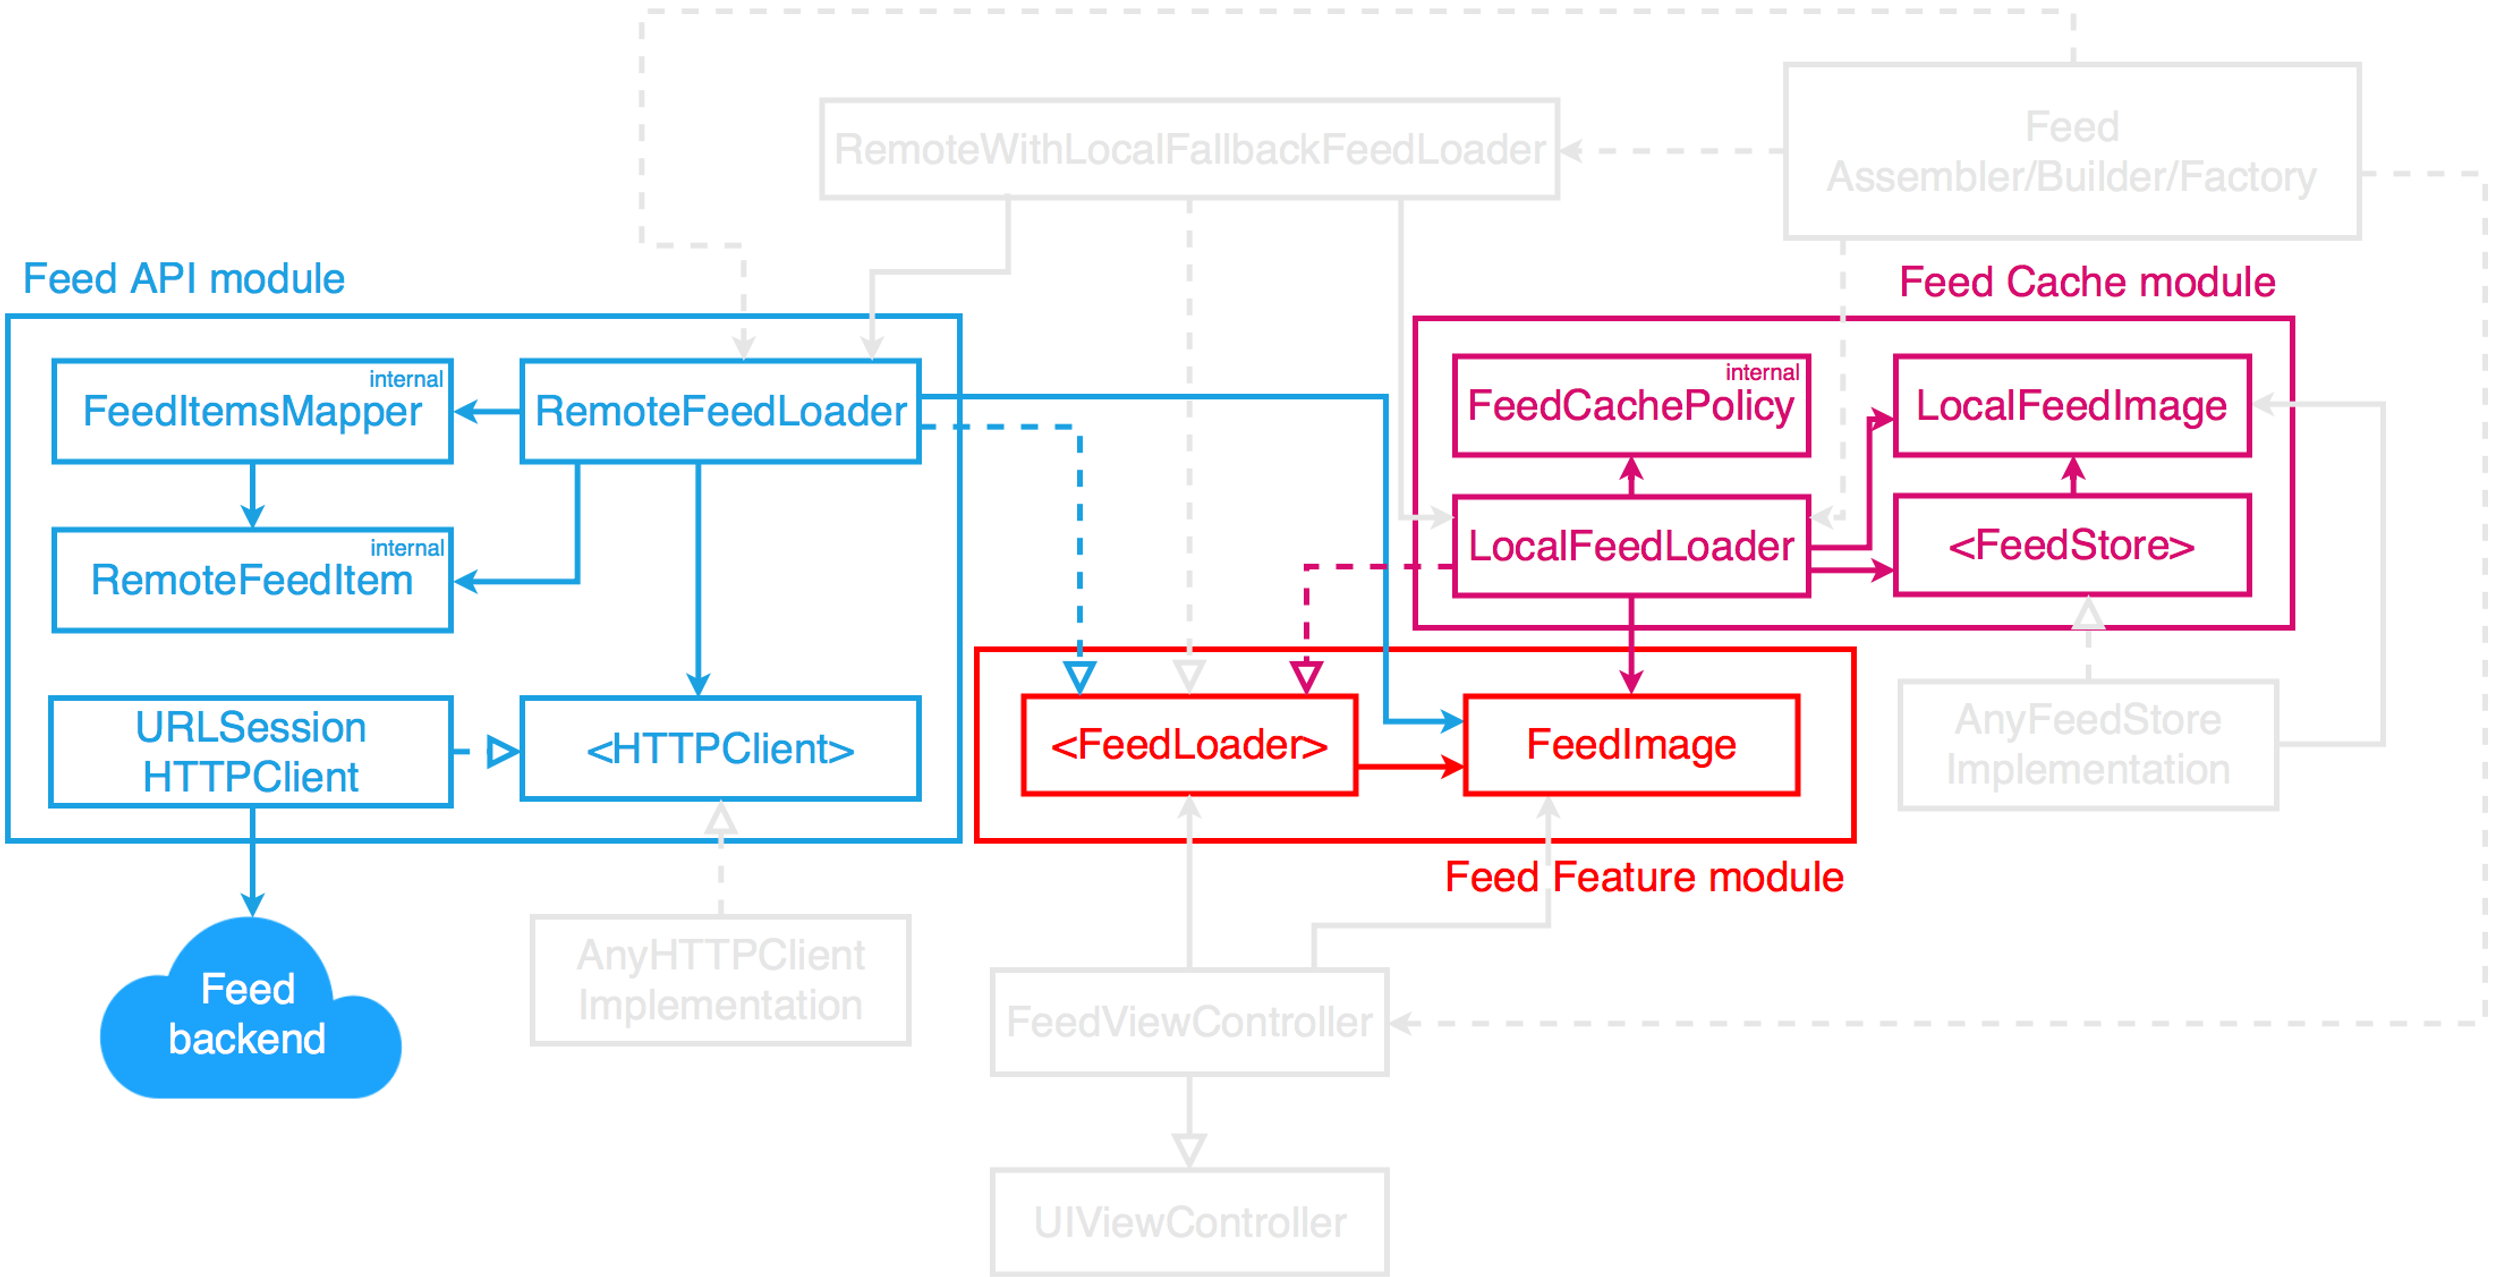 RemoteWithLocalFallbackFeedLoader
Feed
Assembler/Builder/Factory
Feed API module
Feed Cache module
internal
FeedItemsMapper
RemoteFeedLoader
internal
FeedCachePolicy
LocalFeedImage
internal
RemoteFeedItem
LocalFeedLoader
<FeedStore>
URLSession
HTTPClient
<HTTPClient>
<FeedLoader>
FeedImage
AnyFeedStore
Implementation
Feed Feature module
Feed
backend
AnyHTTPClient
Implementation
FeedViewController
UIViewController